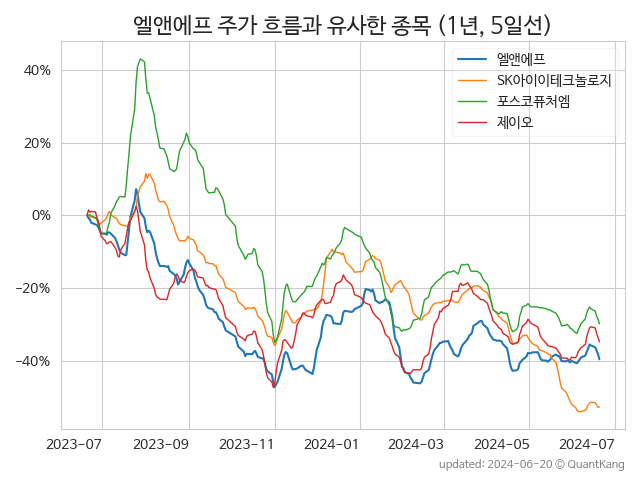 엘앤에프 주가 흐름과 유사한 종목 (1년, 5일선)
엘앤에프
SK아이이테크놀로지
포스코퓨처엠
제이오
40%
20%
0%
−20%
−40%
2023-07 2023-09 2023-11 2024-01 2024-03 2024-05 2024-07
updated: 2024-06-20 © QuantKang